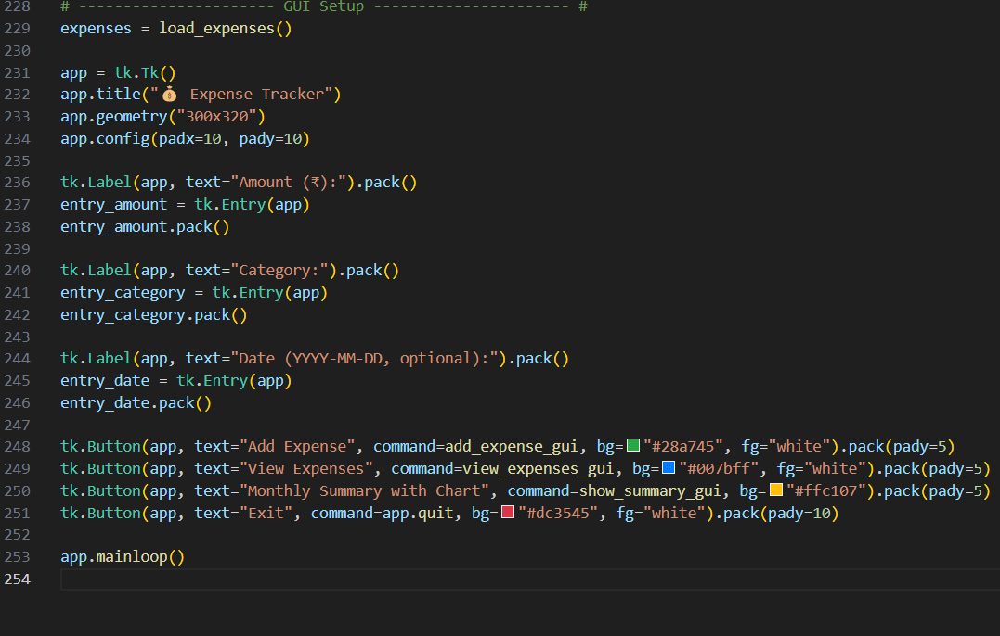 228 # ---------------------- GUI Setup ---------------------- #
229 expenses = load_expenses()
230
231 app = tk.Tk()
232 app.title("💰 Expense Tracker")
233 app.geometry("300x320")
234 app.config(padx=10, pady=10)
235
236 tk.Label(app, text="Amount (₹):").pack()
237 entry_amount = tk.Entry(app)
238 entry_amount.pack()
239
240 tk.Label(app, text="Category:").pack()
241 entry_category = tk.Entry(app)
242 entry_category.pack()
243
244 tk.Label(app, text="Date (YYYY-MM-DD, optional):").pack()
245 entry_date = tk.Entry(app)
246 entry_date.pack()
247
248 tk.Button(app, text="Add Expense", command=add_expense_gui, bg="#28a745", fg="white").pack(pady=5)
249 tk.Button(app, text="View Expenses", command=view_expenses_gui, bg="#007bff", fg="white").pack(pady=5)
250 tk.Button(app, text="Monthly Summary with Chart", command=show_summary_gui, bg="#ffc107").pack(pady=5)
251 tk.Button(app, text="Exit", command=app.quit, bg="#dc3545", fg="white").pack(pady=10)
252
253 app.mainloop()
254